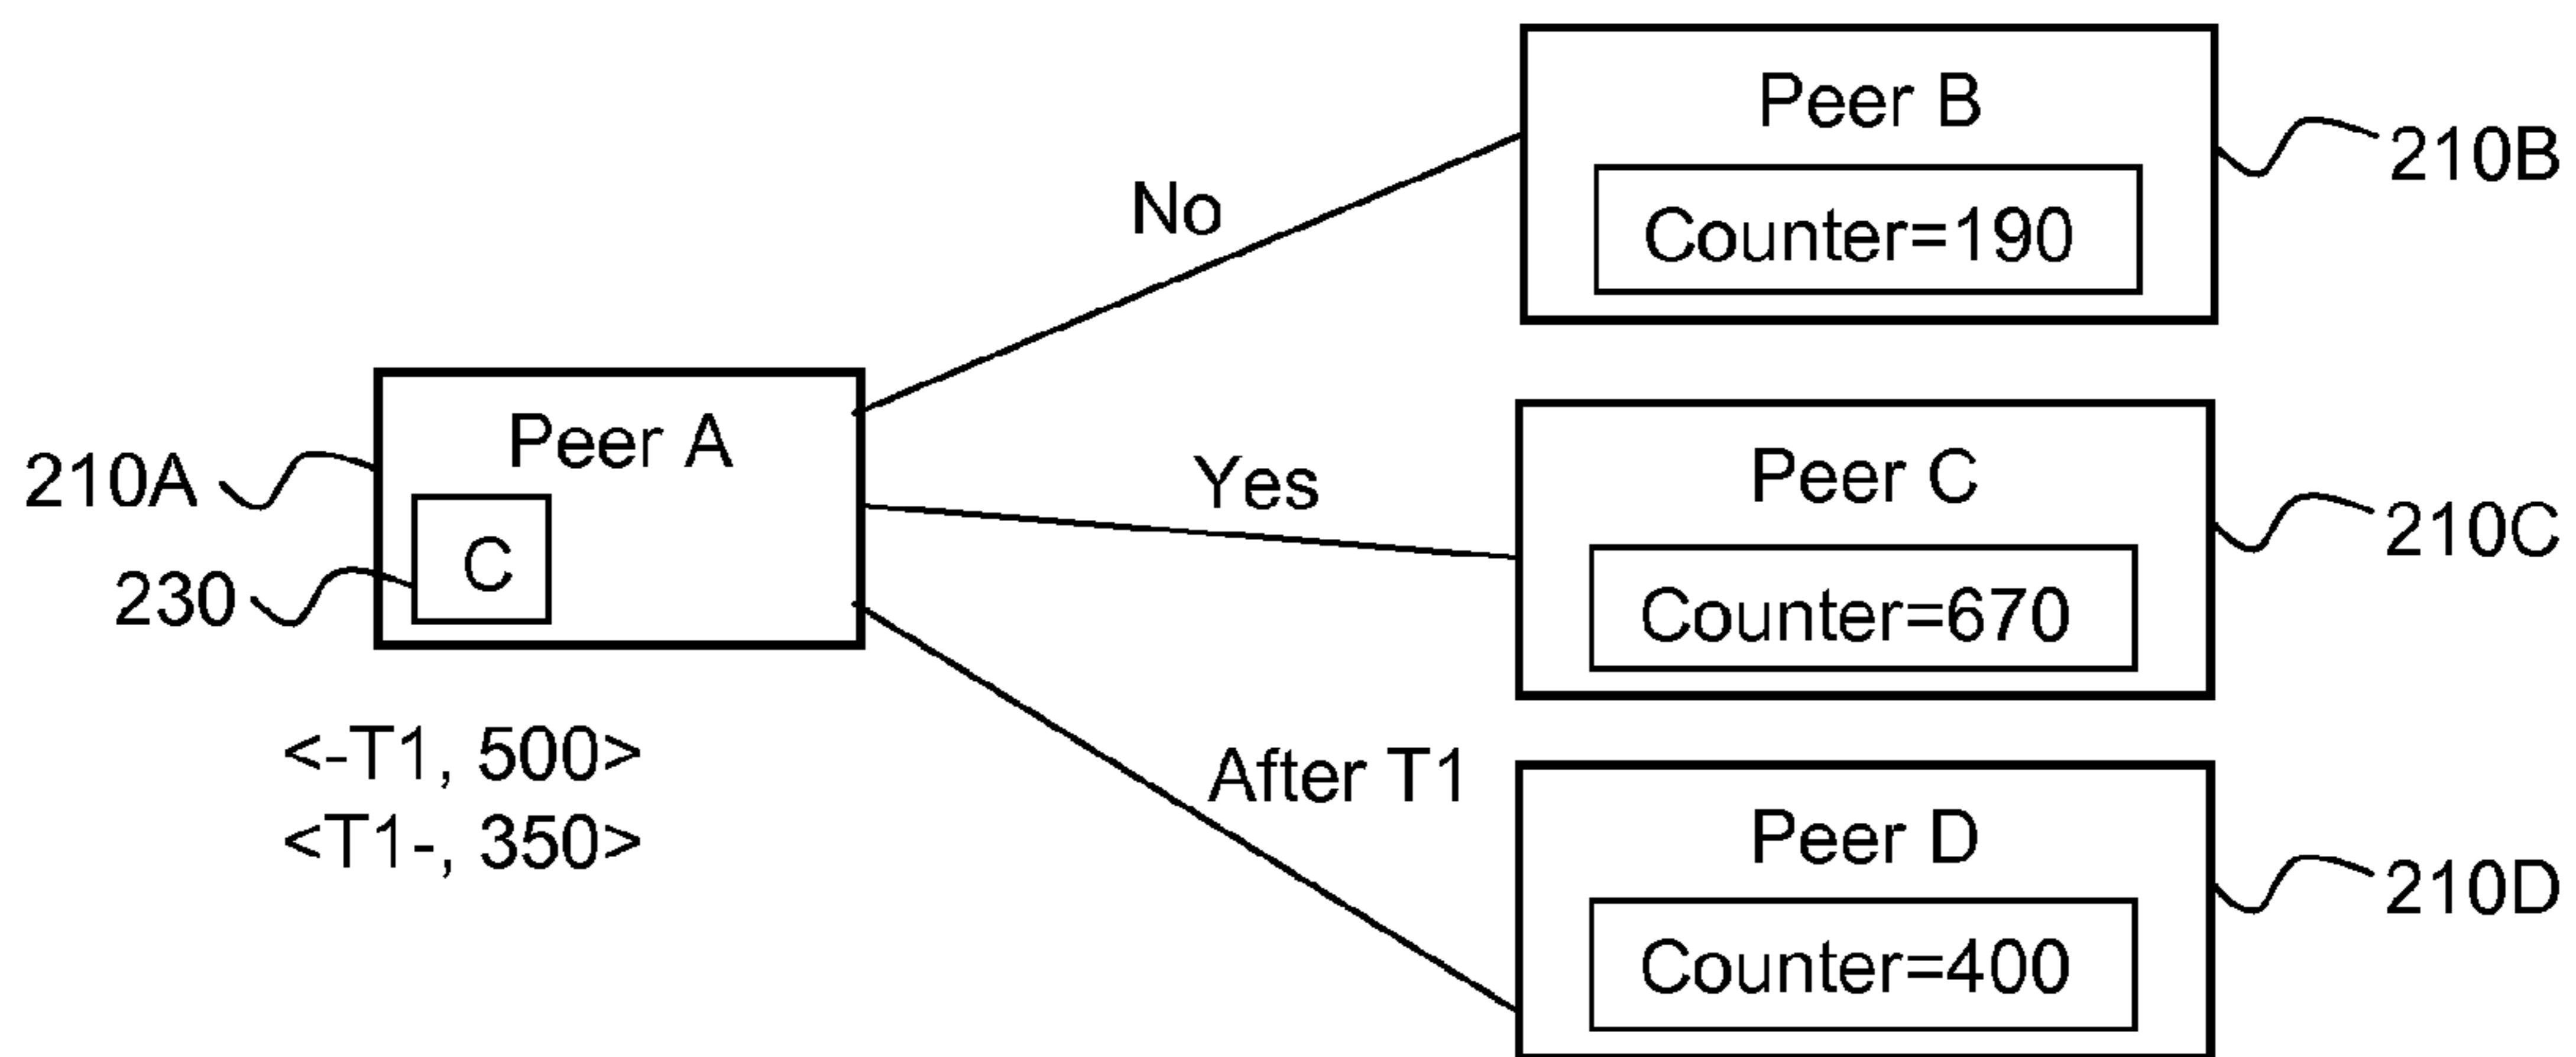 Peer B
Counter=190
210B
No
Peer A
C
210A
230
<-T1, 500>
<T1-, 350>
Yes
Peer C
Counter=670
210C
After T1
Peer D
Counter=400
210D